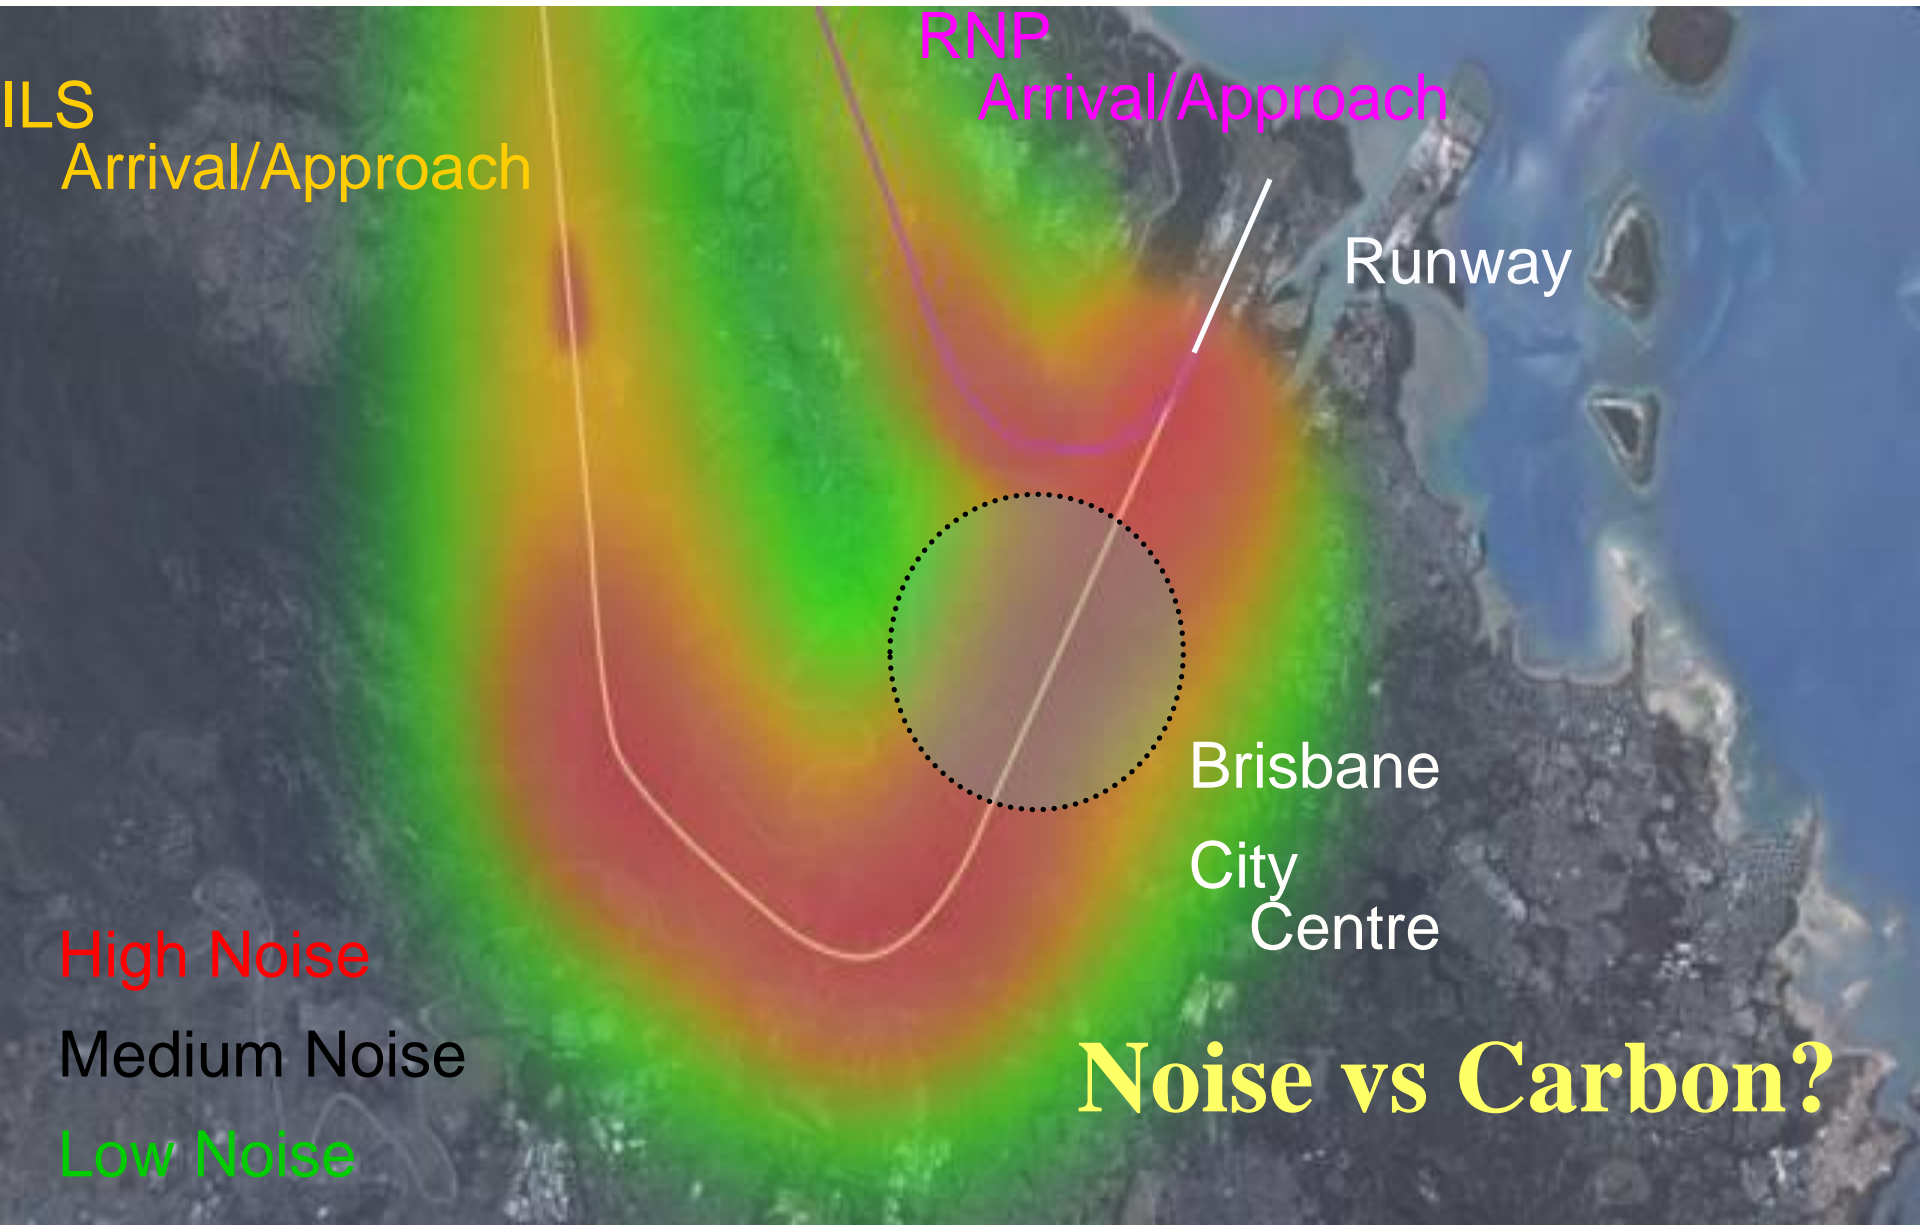 RNP
Arrival/Approach
ILS
Arrival/Approach
Runway
Brisbane
City
Centre
High Noise
Medium Noise
Low Noise
Noise vs Carbon?